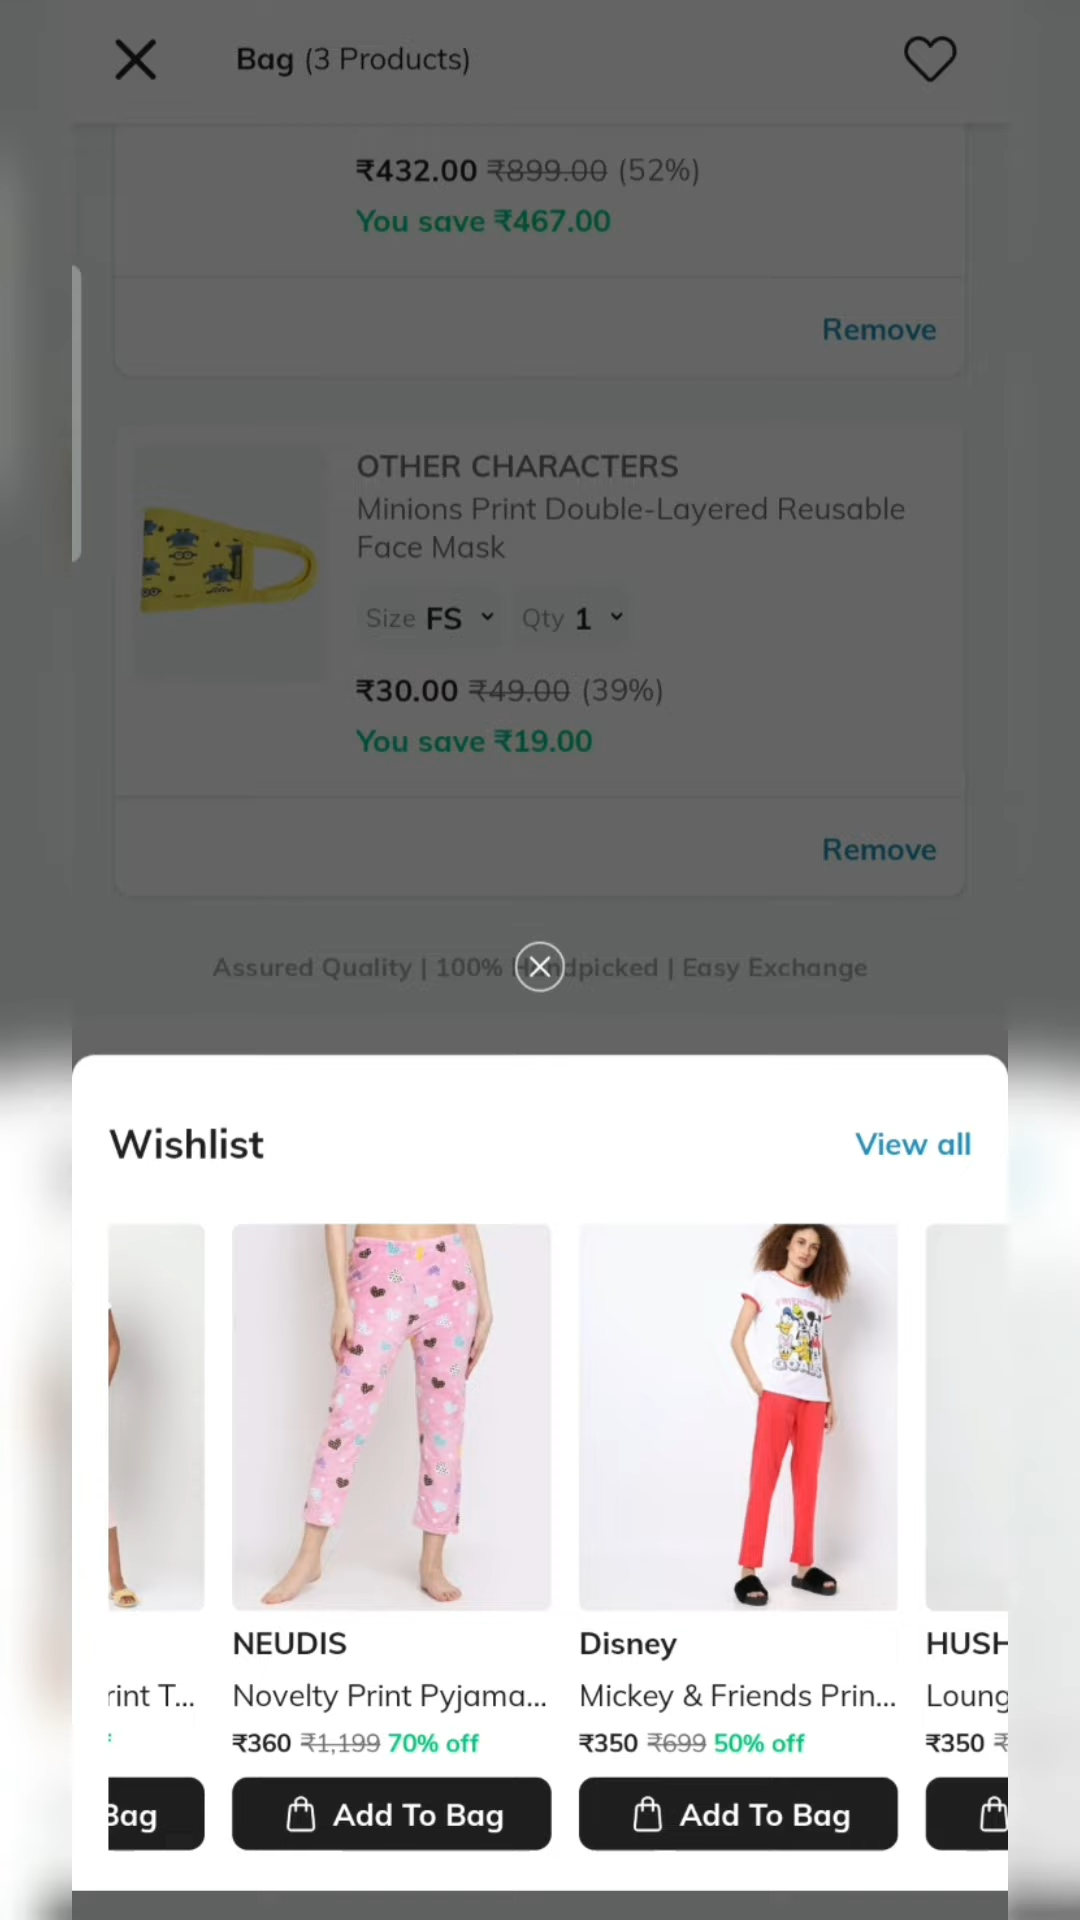 Bag (3 Products)
₹432.00 ₹899.00 (52%)
You save ₹467.00
Remove
OTHER CHARACTERS
Minions Print Double-Layered Reusable
Face Mask
Size FS Qty 1
₹30.00 ₹49.00 (39%)
You save ₹19.00
Remove
Assured Quality | 100% Handpicked | Easy Exchange
Wishlist View all
FRIENDSHIP
GOALS
NEUDIS Disney HUSH
rint T... Novelty Print Pyjama... Mickey & Friends Prin... Loung
₹360 ₹1,199 70% off ₹350 ₹699 50% off ₹350 ₹
Bag Add To Bag Add To Bag